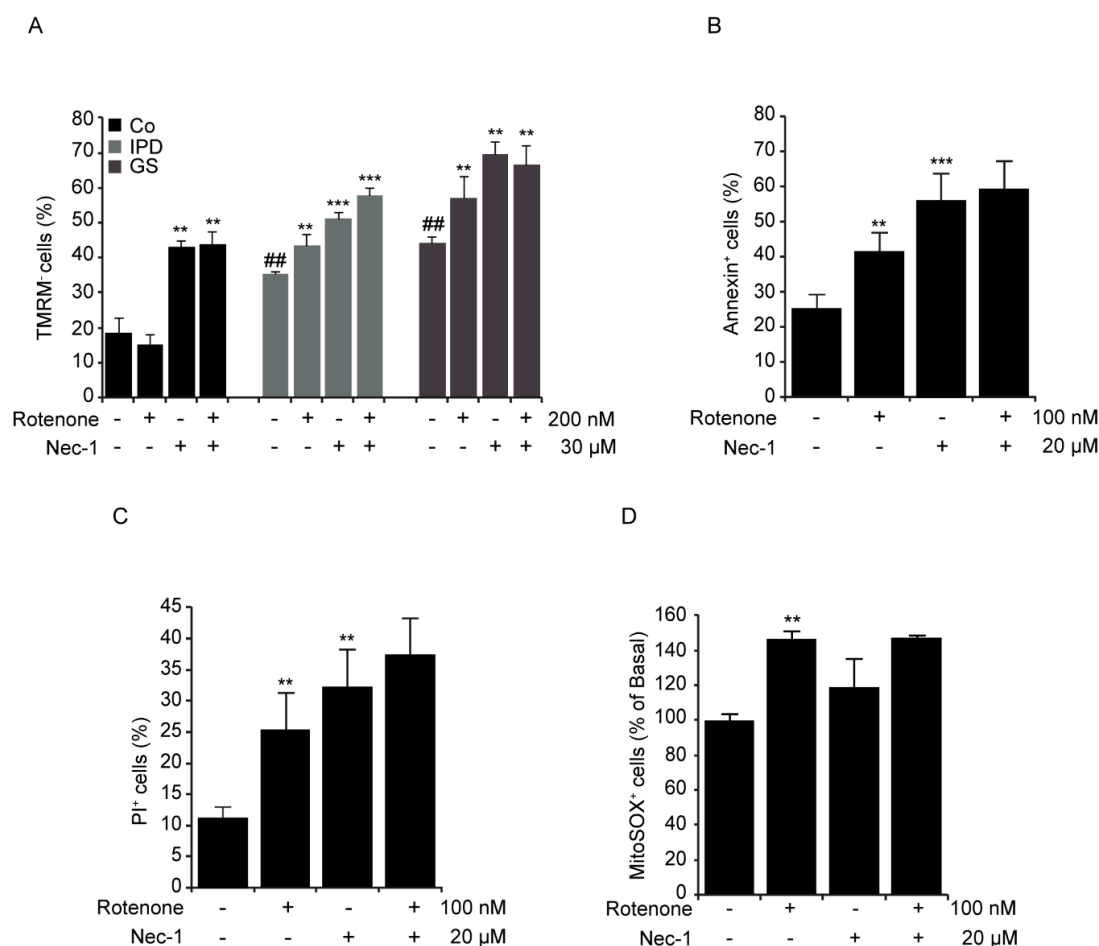 A
TMRM- cells (%)
80
70
60
50
40
30
20
10
0
Co
IPD
GS
** ** ## ** *** *** ## ** ** **
Rotenone - + - + - + - + - + - + 200 nM
Nec-1 - - + + - - + + - - + + 30 µM
B
Annexin+ cells (%)
80
70
60
50
40
30
20
10
0
** ***
Rotenone - + - + 100 nM
Nec-1 - - + + 20 µM
C
PI+ cells (%)
45
40
35
30
25
20
15
10
5
0
** **
Rotenone - + - + 100 nM
Nec-1 - - + + 20 µM
D
MitoSOX+ cells (% of Basal)
160
140
120
100
80
60
40
20
0
**
Rotenone - + - + 100 nM
Nec-1 - - + + 20 µM